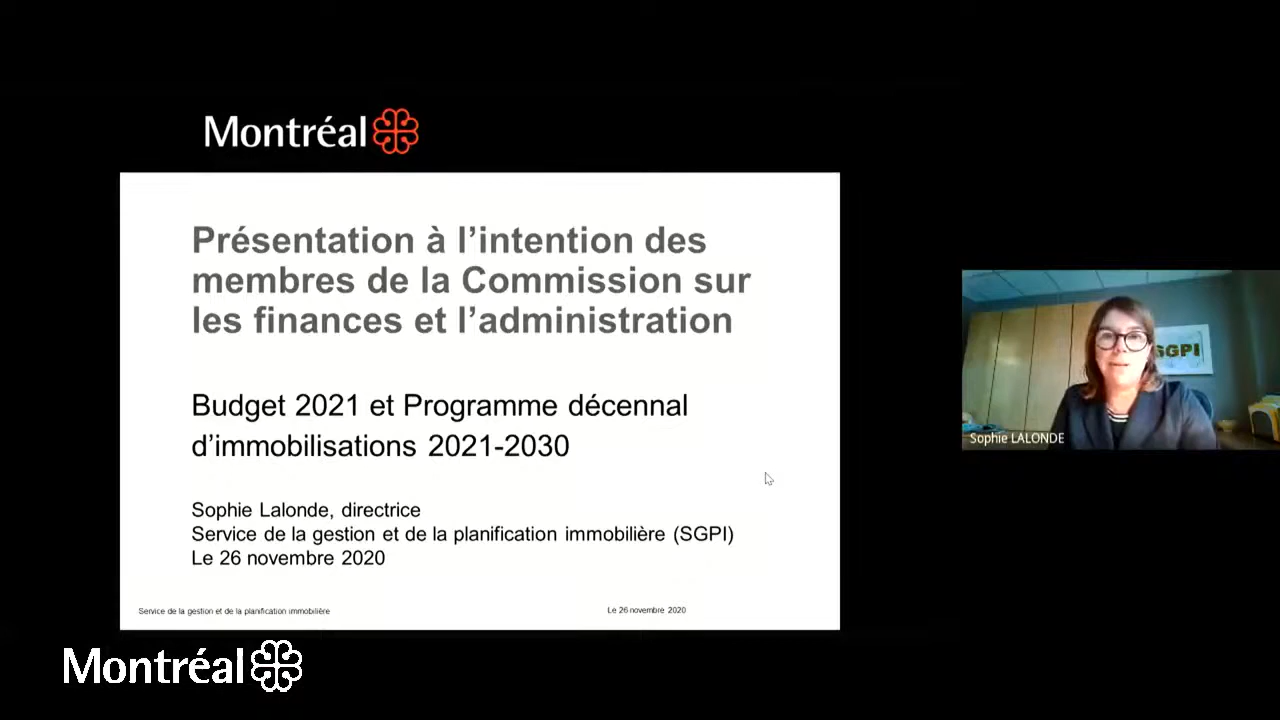 Montréal
Présentation à l’intention des
membres de la Commission sur
les finances et l’administration
Budget 2021 et Programme décennal
d’immobilisations 2021-2030
Sophie Lalonde, directrice
Service de la gestion et de la planification immobilière (SGPI)
Le 26 novembre 2020
Service de la gestion et de la planification immobilière
Le 26 novembre 2020
SGPI
Sophie LALONDE
Montréal